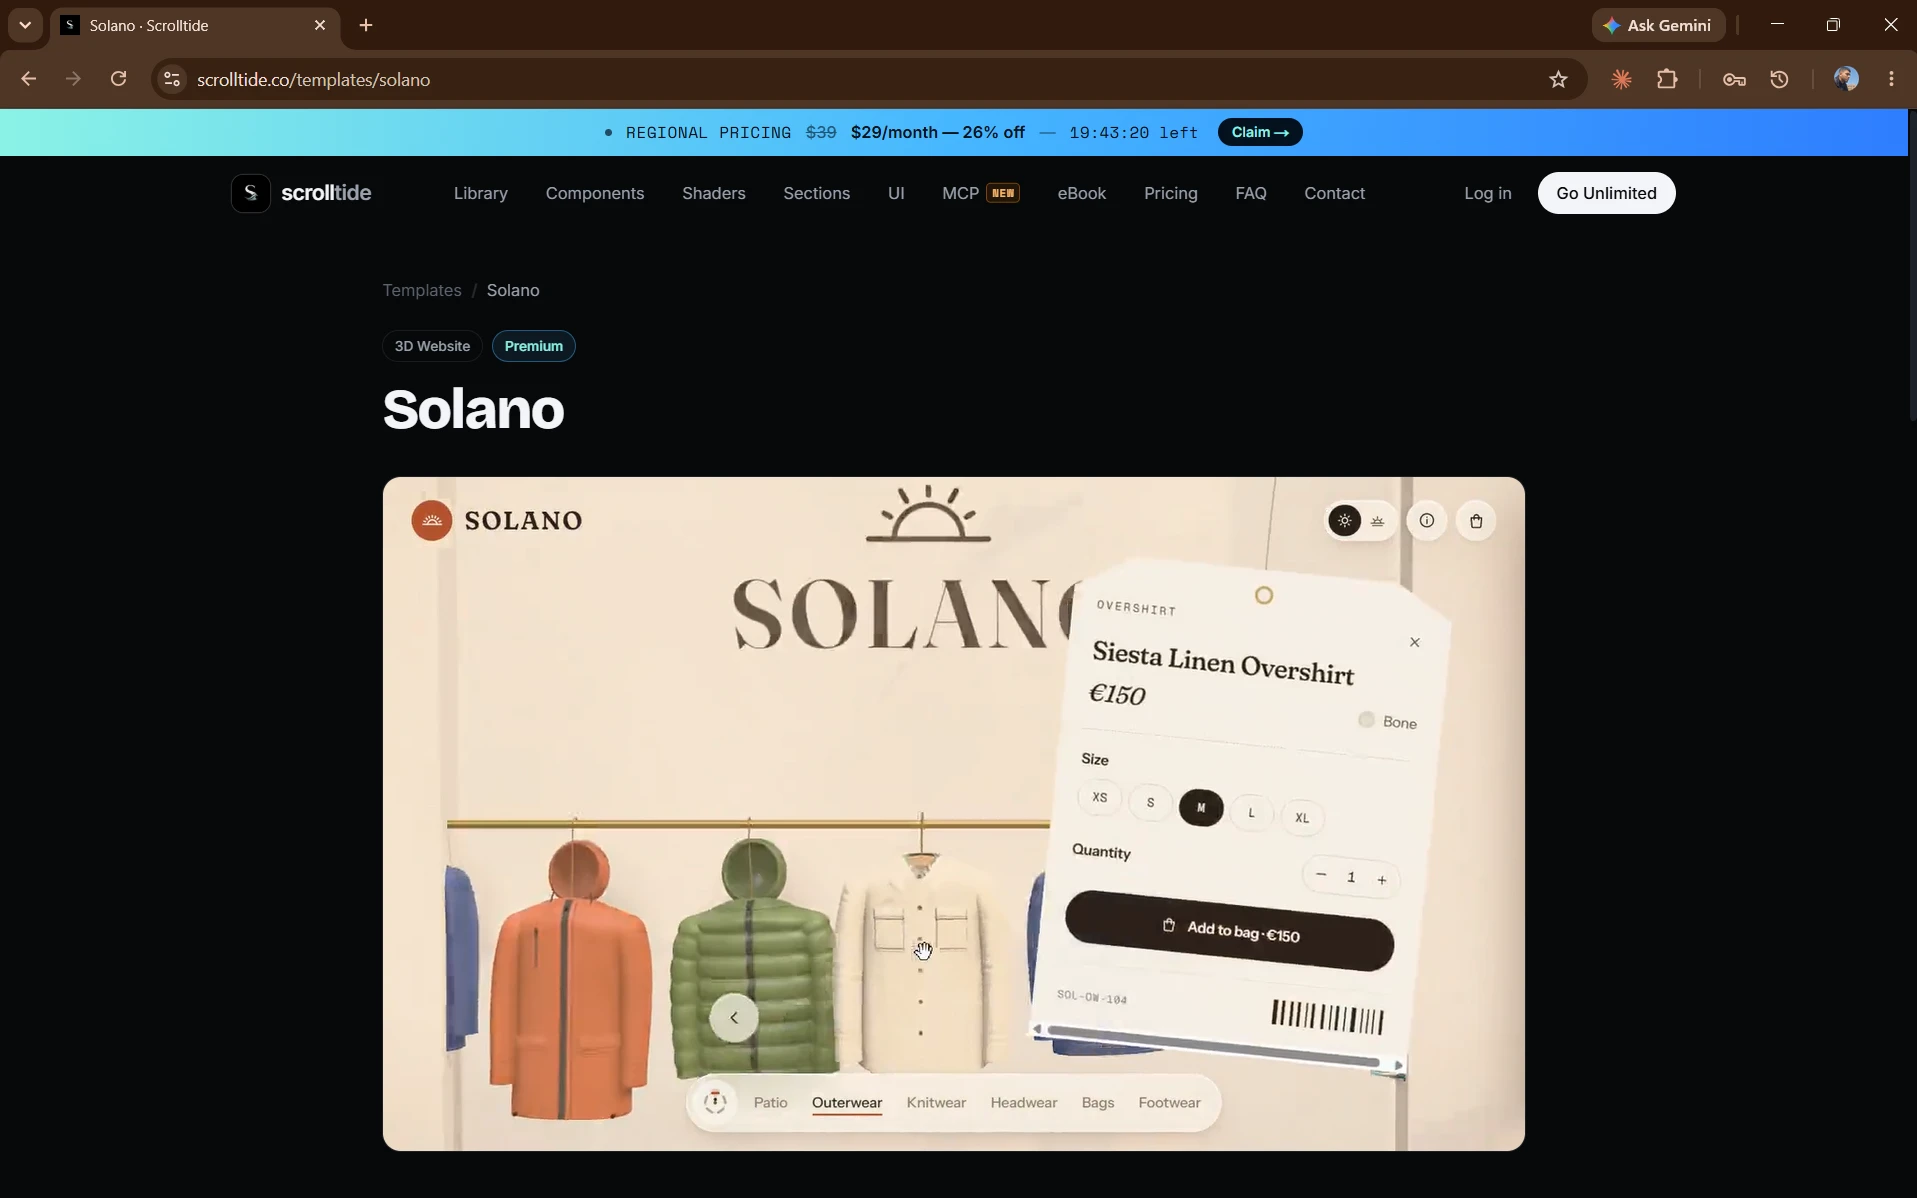 Solano · Scrolltide
Ask Gemini
scrolltide.co/templates/solano
REGIONAL PRICING $39 $29/month — 26% off — 19:43:20 left Claim →
S scrolltide Library Components Shaders Sections UI MCP NEW eBook Pricing FAQ Contact Log in Go Unlimited
Templates / Solano
3D Website Premium
Solano
SOLANO
SOLANO
OVERSHIRT
Siesta Linen Overshirt
€150
Bone
Size
XS S M L XL
Quantity
− 1 +
Add to bag · €150
SOL-OW-104
Patio Outerwear Knitwear Headwear Bags Footwear